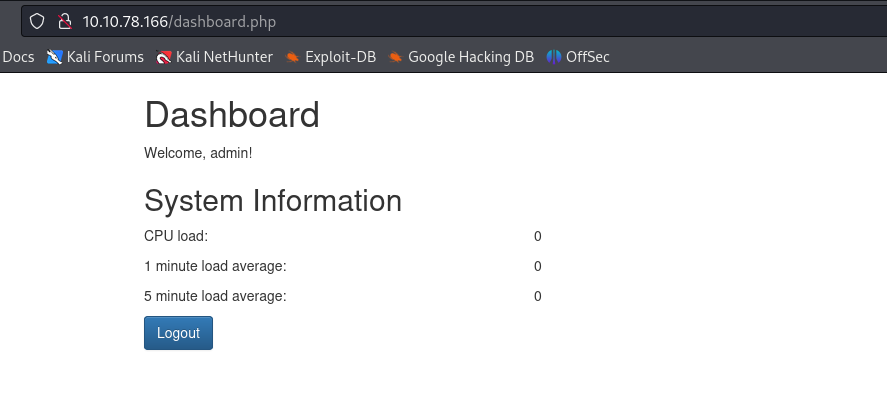 10.10.78.166/dashboard.php
Docs Kali Forums Kali NetHunter Exploit-DB Google Hacking DB OffSec
Dashboard
Welcome, admin!
System Information
CPU load: 0
1 minute load average: 0
5 minute load average: 0
Logout